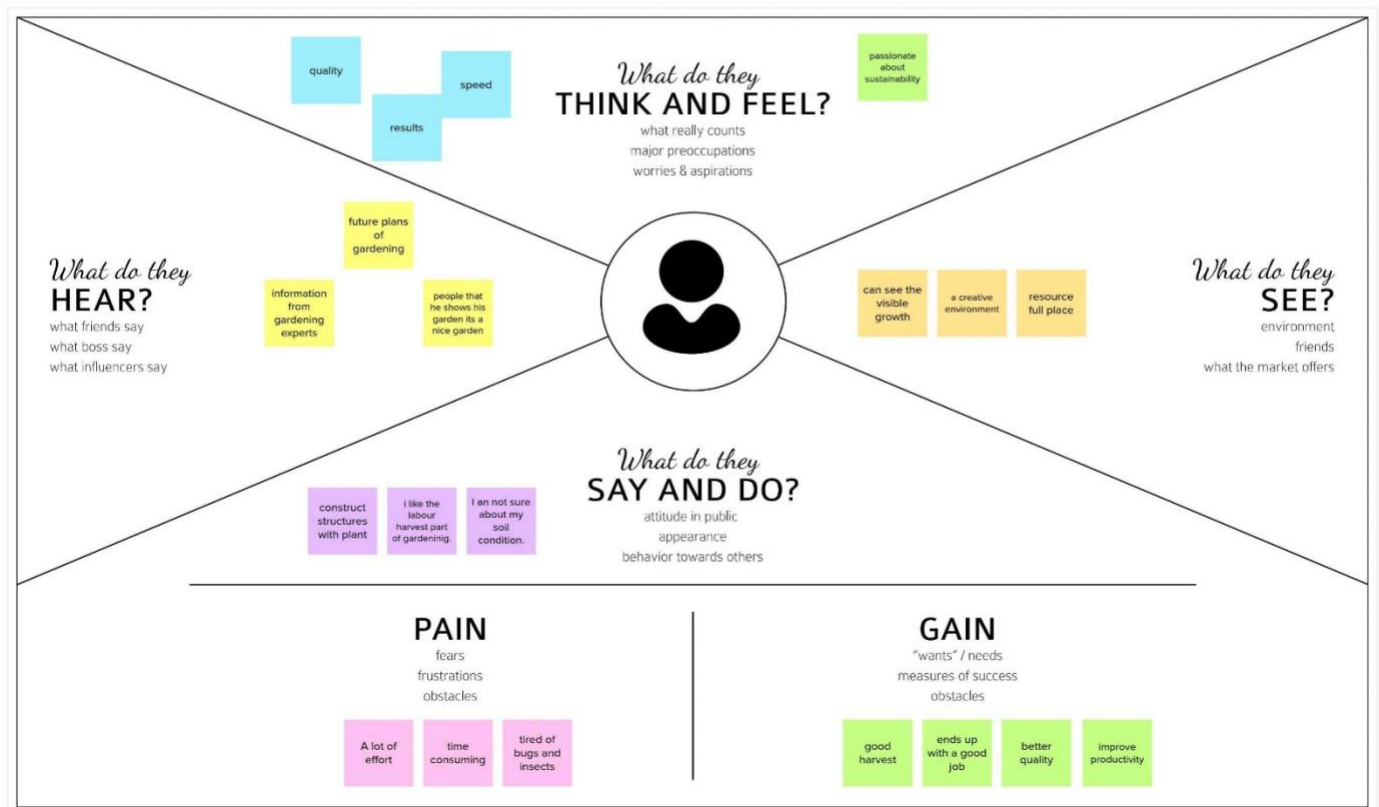 quality
speed
results
What do they
THINK AND FEEL?
what really counts
major preoccupations
worries & aspirations
passionate
about
sustainability
What do they
HEAR?
what friends say
what boss say
what influencers say
future plans
of
gardening
information
from
gardening
experts
people that
he shows his
garden its a
nice garden
can see the
visible
growth
a creative
environment
resource
full place
What do they
SEE?
environment
friends
what the market offers
What do they
SAY AND DO?
attitude in public
appearance
behavior towards others
construct
structures
with plant
i like the
labour
harvest part
of gardeninig.
I an not sure
about my
soil
condition.
PAIN
fears
frustrations
obstacles
A lot of
effort
time
consuming
tired of
bugs and
insects
GAIN
"wants" / needs
measures of success
obstacles
good
harvest
ends up
with a good
job
better
quality
improve
productivity